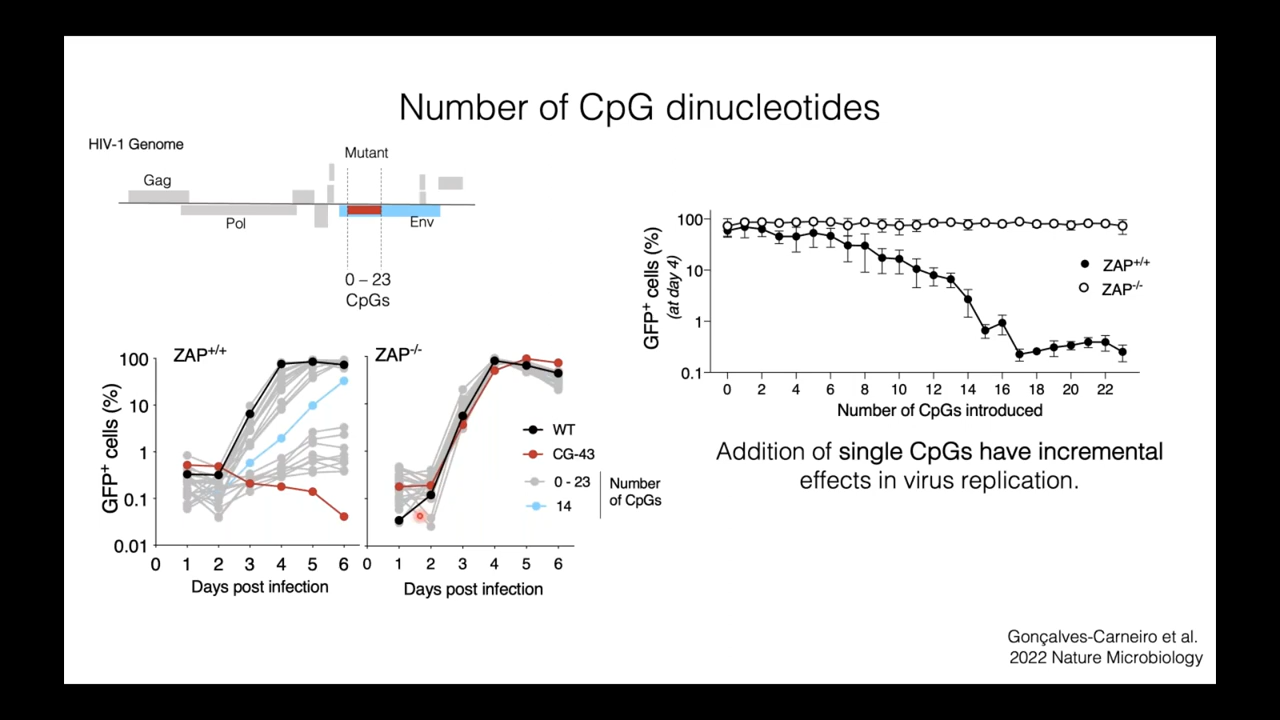 Number of CpG dinucleotides
HIV-1 Genome
Mutant
Gag
Pol
Env
0 – 23
CpGs
ZAP+/+
GFP+ cells (%)
100
10
1
0.1
0.01
0 1 2 3 4 5 6
Days post infection
ZAP-/-
0 1 2 3 4 5 6
Days post infection
WT
CG-43
0 - 23
14
Number
of CpGs
GFP+ cells (%)
(at day 4)
100
10
1
0.1
ZAP+/+
ZAP-/-
0 2 4 6 8 10 12 14 16 18 20 22
Number of CpGs introduced
Addition of single CpGs have incremental
effects in virus replication.
Gonçalves-Carneiro et al.
2022 Nature Microbiology